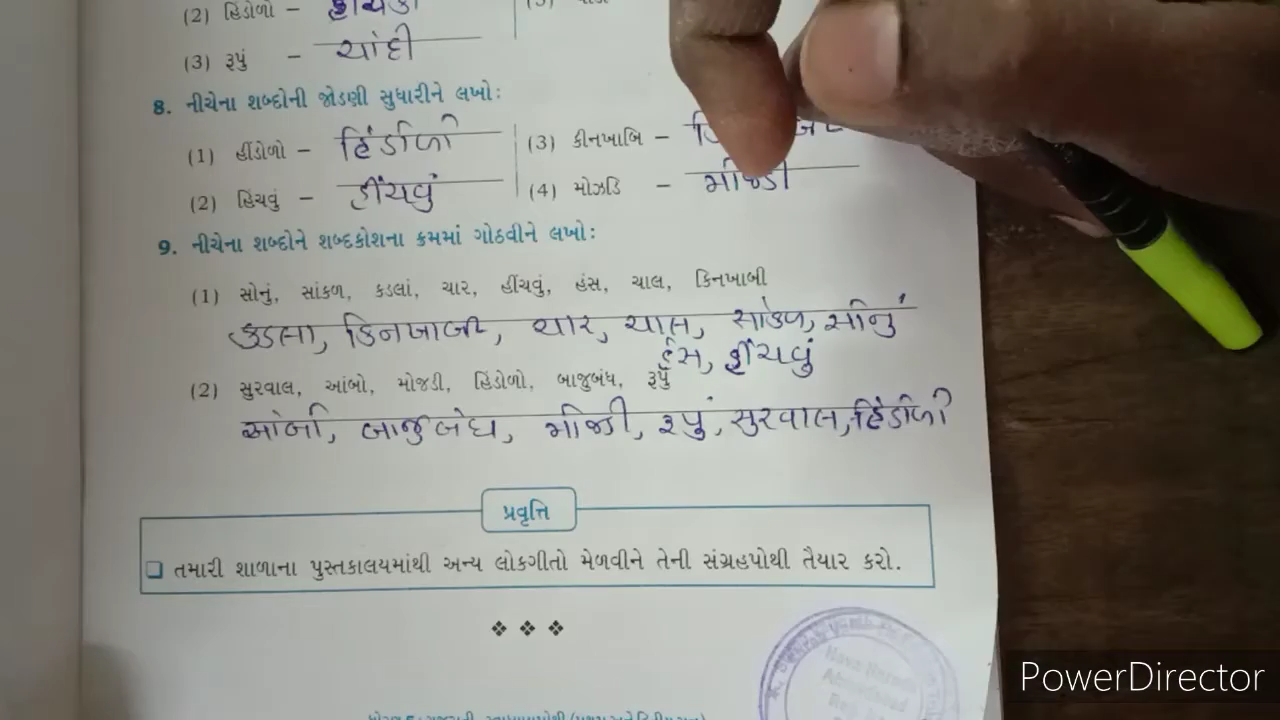 (2) હિંડોળો –
(3) રૂપું – ચાંદી
8. નીચેના શબ્દોની જોડણી સુધારીને લખો:
(1) હીંડોળો – હિંડોળો (3) કીનખાબિ –
(2) હિંચવું – હીંચવું (4) મોઝડિ – મોજડી
9. નીચેના શબ્દોને શબ્દકોશના ક્રમમાં ગોઠવીને લખો:
(1) સોનું, સાંકળ, કડલાં, ચાર, હીંચવું, હંસ, ચાલ, કિનખાબી
કડલા, કિનખાબી, ચાર, ચાલ, સાંકળ, સોનું
હંસ, હીંચવું
(2) સુરવાલ, આંબો, મોજડી, હિંડોળો, બાજુબંધ, રૂપું
આંબો, બાજુબંધ, મોજડી, રૂપું, સુરવાલ, હિંડોળો
પ્રવૃત્તિ
❑ તમારી શાળાના પુસ્તકાલયમાંથી અન્ય લોકગીતો મેળવીને તેની સંગ્રહપોથી તૈયાર કરો.
PowerDirector